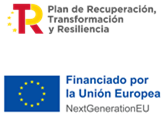 Plan de Recuperación,
Transformación
y Resiliencia
Financiado por
la Unión Europea
NextGenerationEU